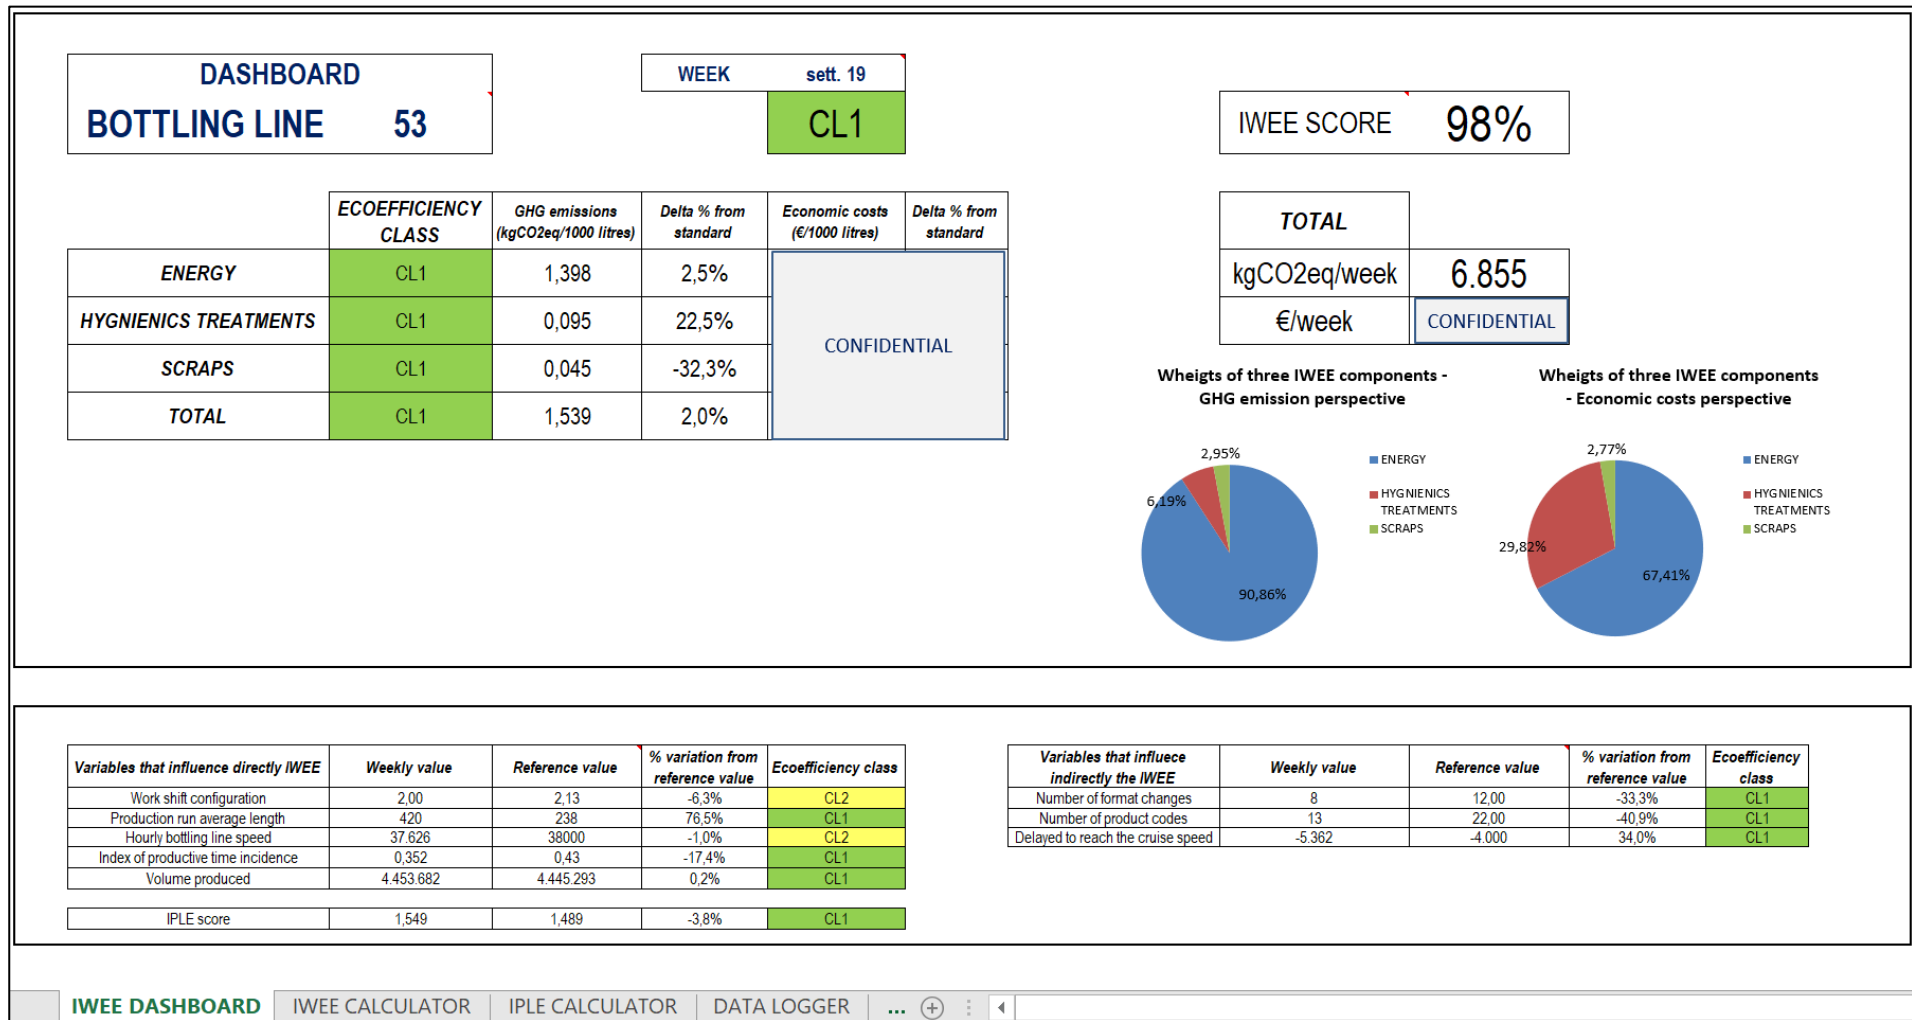 DASHBOARD
BOTTLING LINE 53
WEEK sett. 19
CL1
IWEE SCORE 98%
ECOEFFICIENCY CLASS GHG emissions (kgCO2eq/1000 litres) Delta % from standard Economic costs (€/1000 litres) Delta % from standard
ENERGY CL1 1,398 2,5%
HYGNIENICS TREATMENTS CL1 0,095 22,5%
SCRAPS CL1 0,045 -32,3%
TOTAL CL1 1,539 2,0%
CONFIDENTIAL
TOTAL
kgCO2eq/week 6.855
€/week CONFIDENTIAL
Wheigts of three IWEE components -
GHG emission perspective
2,95%
6,19%
90,86%
ENERGY
HYGNIENICS
TREATMENTS
SCRAPS
Wheigts of three IWEE components
- Economic costs perspective
2,77%
29,82%
67,41%
ENERGY
HYGNIENICS
TREATMENTS
SCRAPS
Variables that influence directly IWEE Weekly value Reference value % variation from reference value Ecoefficiency class
Work shift configuration 2,00 2,13 -6,3% CL2
Production run average length 420 238 76,5% CL1
Hourly bottling line speed 37.626 38000 -1,0% CL2
Index of productive time incidence 0,352 0,43 -17,4% CL1
Volume produced 4.453.682 4.445.293 0,2% CL1
IPLE score 1,549 1,489 -3,8% CL1
Variables that influece indirectly the IWEE Weekly value Reference value % variation from reference value Ecoefficiency class
Number of format changes 8 12,00 -33,3% CL1
Number of product codes 13 22,00 -40,9% CL1
Delayed to reach the cruise speed -5.362 -4.000 34,0% CL1
IWEE DASHBOARD IWEE CALCULATOR IPLE CALCULATOR DATA LOGGER ...